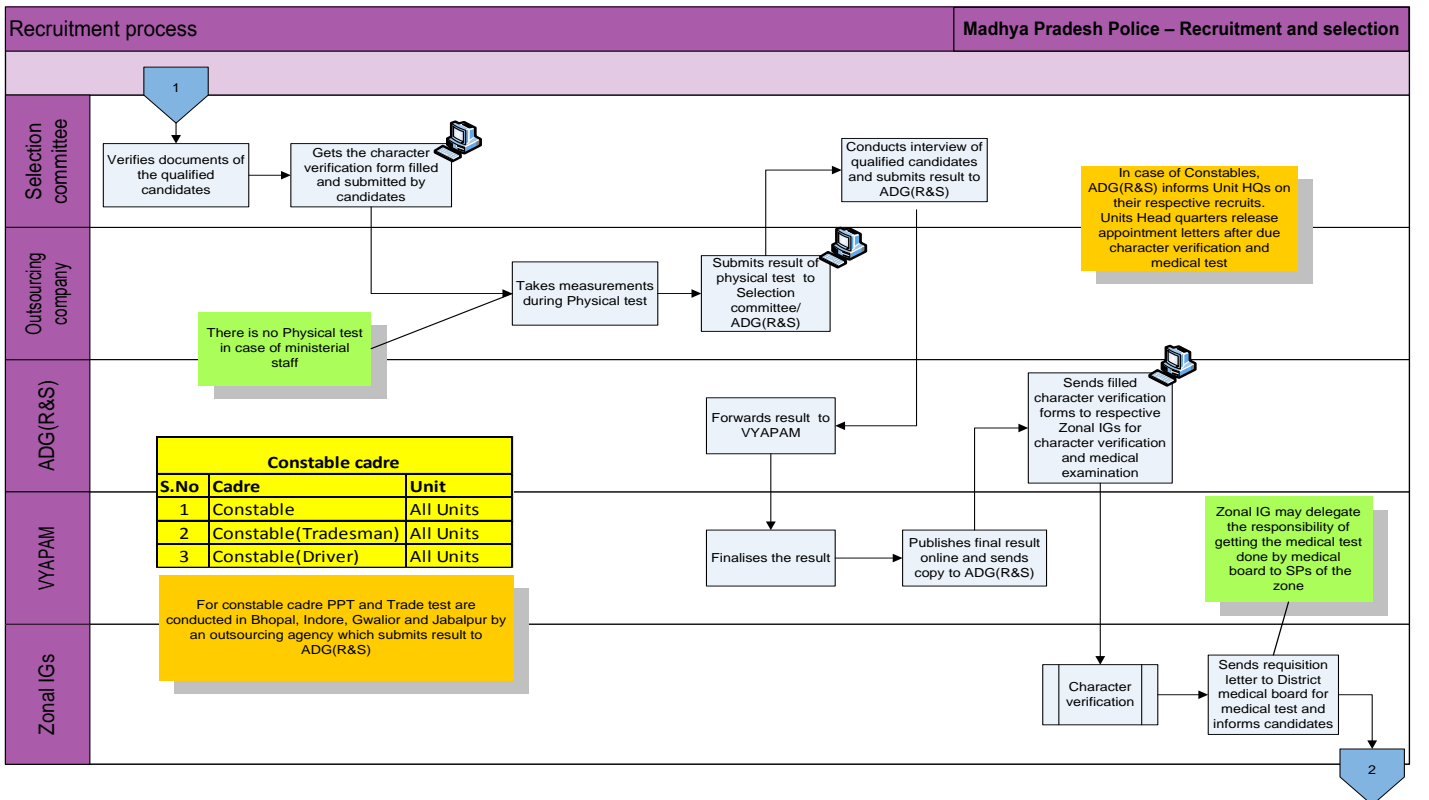 Recruitment process
Madhya Pradesh Police – Recruitment and selection
1
Selection
committee
Verifies documents of
the qualified
candidates
Gets the character
verification form filled
and submitted by
candidates
Conducts interview of
qualified candidates
and submits result to
ADG(R&S)
In case of Constables,
ADG(R&S) informs Unit HQs on
their respective recruits.
Units Head quarters release
appointment letters after due
character verification and
medical test
Outsourcing
company
Takes measurements
during Physical test
Submits result of
physical test to
Selection
committee/
ADG(R&S)
There is no Physical test
in case of ministerial
staff
ADG(R&S)
Forwards result to
VYAPAM
Sends filled
character verification
forms to respective
Zonal IGs for
character verification
and medical
examination
Constable cadre
S.No Cadre Unit
1 Constable All Units
2 Constable(Tradesman) All Units
3 Constable(Driver) All Units
VYAPAM
Finalises the result
Publishes final result
online and sends
copy to ADG(R&S)
Zonal IG may delegate
the responsibility of
getting the medical test
done by medical
board to SPs of the
zone
For constable cadre PPT and Trade test are
conducted in Bhopal, Indore, Gwalior and Jabalpur by
an outsourcing agency which submits result to
ADG(R&S)
Zonal IGs
Character
verification
Sends requisition
letter to District
medical board for
medical test and
informs candidates
2